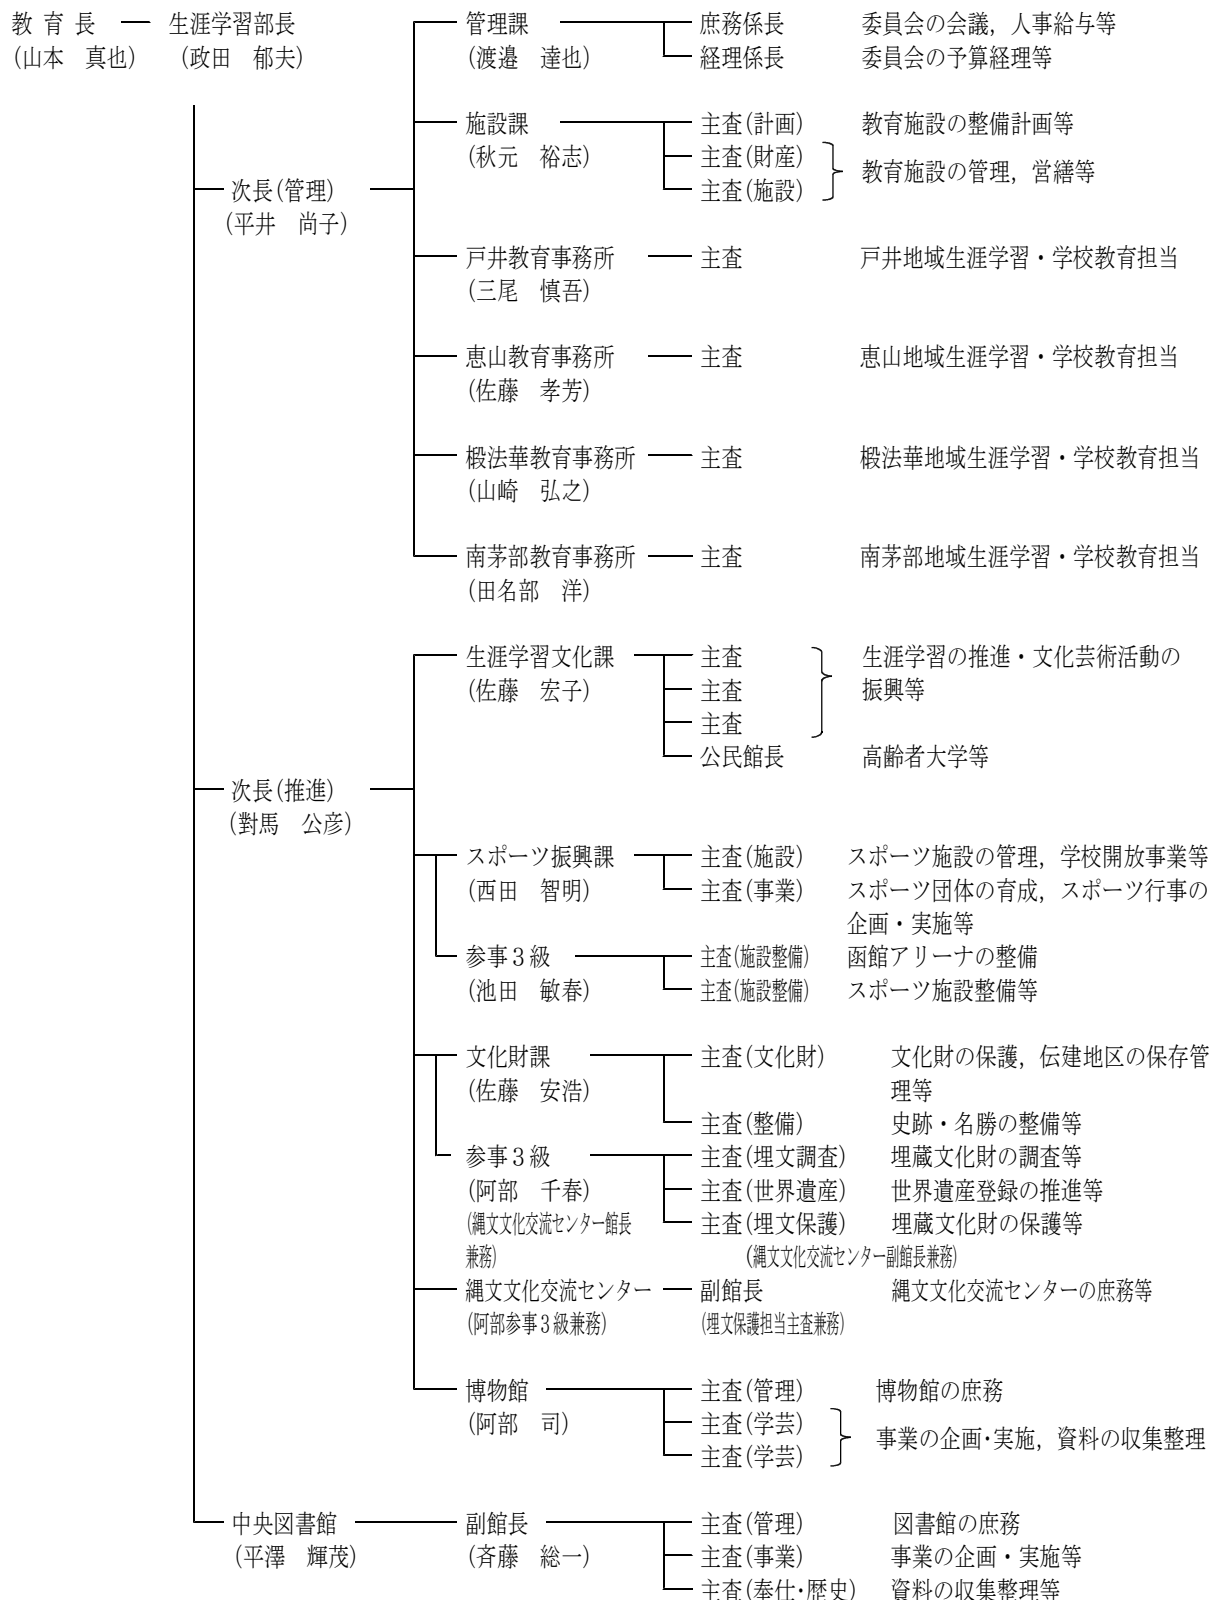 教 育 長 生涯学習部長 管理課 庶務係長 委員会の会議，人事給与等
(山本　真也) (政田　郁夫) (渡邉　達也) 経理係長 委員会の予算経理等
施設課 主査(計画) 教育施設の整備計画等
(秋元　裕志) 主査(財産)
教育施設の管理，営繕等
次長(管理) 主査(施設)
(平井　尚子)
戸井教育事務所 主査 戸井地域生涯学習・学校教育担当
(三尾　慎吾)
恵山教育事務所 主査 恵山地域生涯学習・学校教育担当
(佐藤　孝芳)
椴法華教育事務所 主査 椴法華地域生涯学習・学校教育担当
(山崎　弘之)
南茅部教育事務所 主査 南茅部地域生涯学習・学校教育担当
(田名部　洋)
生涯学習文化課 主査 生涯学習の推進・文化芸術活動の
(佐藤　宏子) 主査 振興等
主査
公民館長 高齢者大学等
次長(推進)
(對馬　公彦)
スポーツ振興課 主査(施設) スポーツ施設の管理，学校開放事業等
(西田　智明) 主査(事業) スポーツ団体の育成，スポーツ行事の
企画・実施等
参事３級 主査(施設整備) 函館アリーナの整備
(池田　敏春) 主査(施設整備) スポーツ施設整備等
文化財課 主査(文化財) 文化財の保護，伝建地区の保存管
(佐藤　安浩) 理等
主査(整備) 史跡・名勝の整備等
参事３級 主査(埋文調査) 埋蔵文化財の調査等
(阿部　千春) 主査(世界遺産) 世界遺産登録の推進等
(縄文文化交流センター館長 主査(埋文保護) 埋蔵文化財の保護等
兼務) (縄文文化交流センター副館長兼務)
縄文文化交流センター 副館長 縄文文化交流センターの庶務等
(阿部参事３級兼務) (埋文保護担当主査兼務)
博物館 主査(管理) 博物館の庶務
(阿部　司) 主査(学芸)
事業の企画・実施，資料の収集整理
主査(学芸)
中央図書館 副館長 主査(管理) 図書館の庶務
(平澤　輝茂) (斉藤　総一) 主査(事業) 事業の企画・実施等
主査(奉仕・歴史) 資料の収集整理等